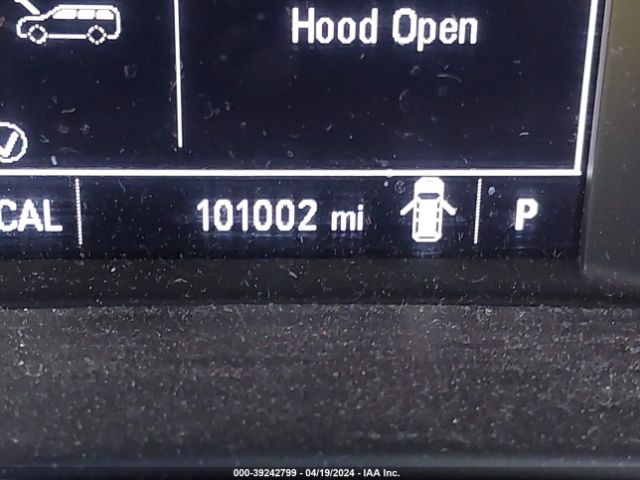 Hood Open
CAL
101002 mi
P
000-39242799 - 04/19/2024 - IAA Inc.